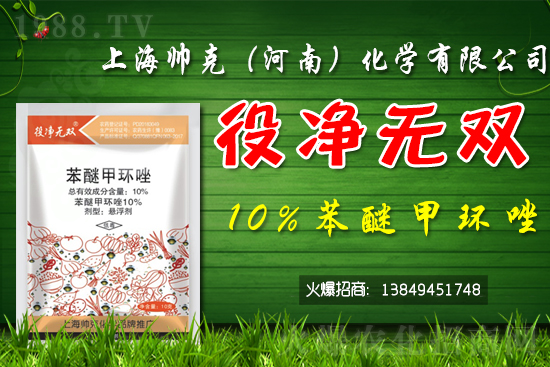 1988.TV
上海帅克（河南）化学有限公司
役净无双
10%苯醚甲环唑
火爆招商：13849451748
役净无双®
苯醚甲环唑
总有效成分含量：10%
苯醚甲环唑10%
剂型：悬浮剂
低毒